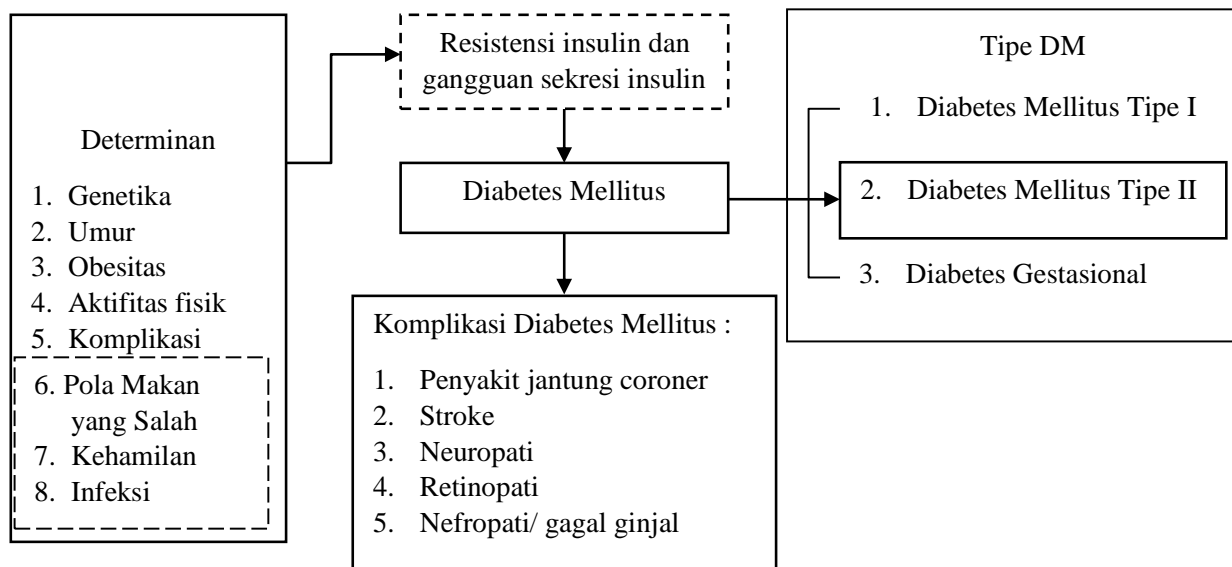 Determinan
1. Genetika
2. Umur
3. Obesitas
4. Aktifitas fisik
5. Komplikasi
6. Pola Makan
yang Salah
7. Kehamilan
8. Infeksi
Resistensi insulin dan
gangguan sekresi insulin
Diabetes Mellitus
Komplikasi Diabetes Mellitus :
1. Penyakit jantung coroner
2. Stroke
3. Neuropati
4. Retinopati
5. Nefropati/ gagal ginjal
Tipe DM
1. Diabetes Mellitus Tipe I
2. Diabetes Mellitus Tipe II
3. Diabetes Gestasional